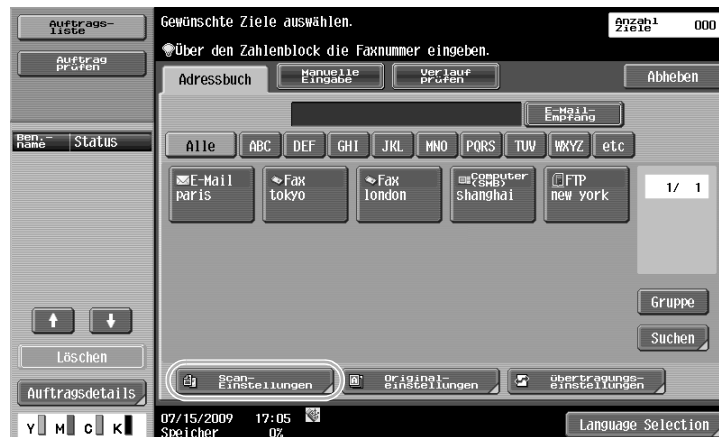 Auftrags-
liste
Auftrag
prüfen
Ben.-
name
Status
Löschen
Auftragsdetails
Y M C K
Gewünschte Ziele auswählen.
Anzahl
Ziele
000
Über den Zahlenblock die Faxnummer eingeben.
Adressbuch
Manuelle
Eingabe
Verlauf
prüfen
Abheben
E-Mail-
Empfang
Alle ABC DEF GHI JKL MNO PQRS TUV WXYZ etc
E-Mail
paris
Fax
tokyo
Fax
london
Computer
(SMB)
shanghai
FTP
new york
1/ 1
Gruppe
Suchen
Scan-
Einstellungen
Original-
einstellungen
übertragungs-
einstellungen
07/15/2009 17:05
Speicher 0%
Language Selection